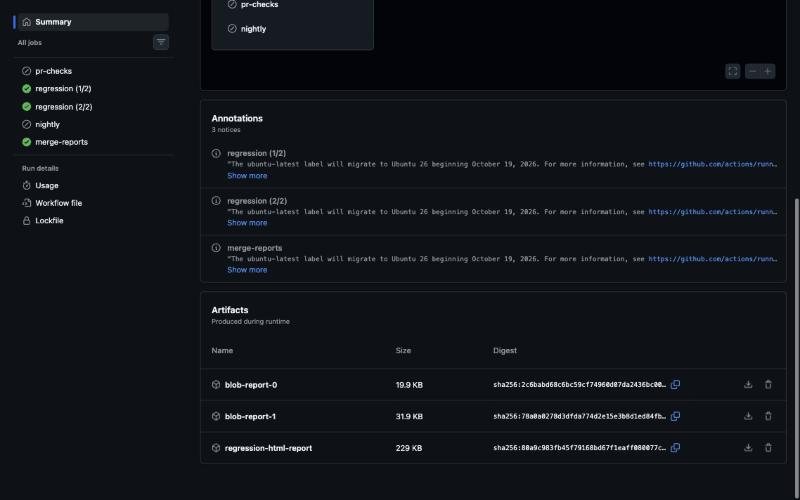 Summary
All jobs
pr-checks
regression (1/2)
regression (2/2)
nightly
merge-reports
Run details
Usage
Workflow file
Lockfile
pr-checks
nightly
Annotations
3 notices
regression (1/2)
"The ubuntu-latest label will migrate to Ubuntu 26 beginning October 19, 2026. For more information, see https://github.com/actions/runn…
Show more
regression (2/2)
"The ubuntu-latest label will migrate to Ubuntu 26 beginning October 19, 2026. For more information, see https://github.com/actions/runn…
Show more
merge-reports
"The ubuntu-latest label will migrate to Ubuntu 26 beginning October 19, 2026. For more information, see https://github.com/actions/runn…
Show more
Artifacts
Produced during runtime
Name Size Digest
blob-report-0 19.9 KB sha256:2c6babd68c6bc59cf74960d07da2436bc00…
blob-report-1 31.9 KB sha256:78a0a0278d3dfda774d2e15e3b8d1ed84fb…
regression-html-report 229 KB sha256:80a9c983fb45f79168bd67f1eaff080077c…